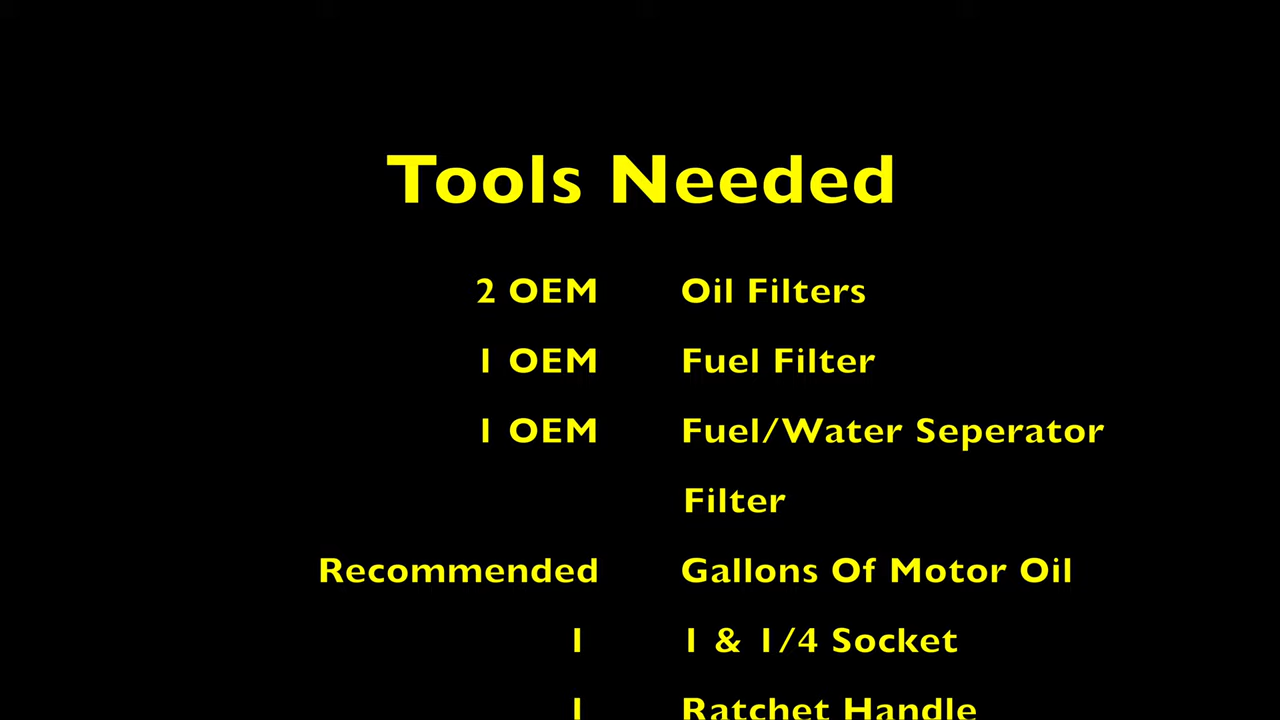 Tools Needed
2 OEM Oil Filters
1 OEM Fuel Filter
1 OEM Fuel/Water Seperator
Filter
Recommended Gallons Of Motor Oil
1 1 & 1/4 Socket
1 Ratchet Handle